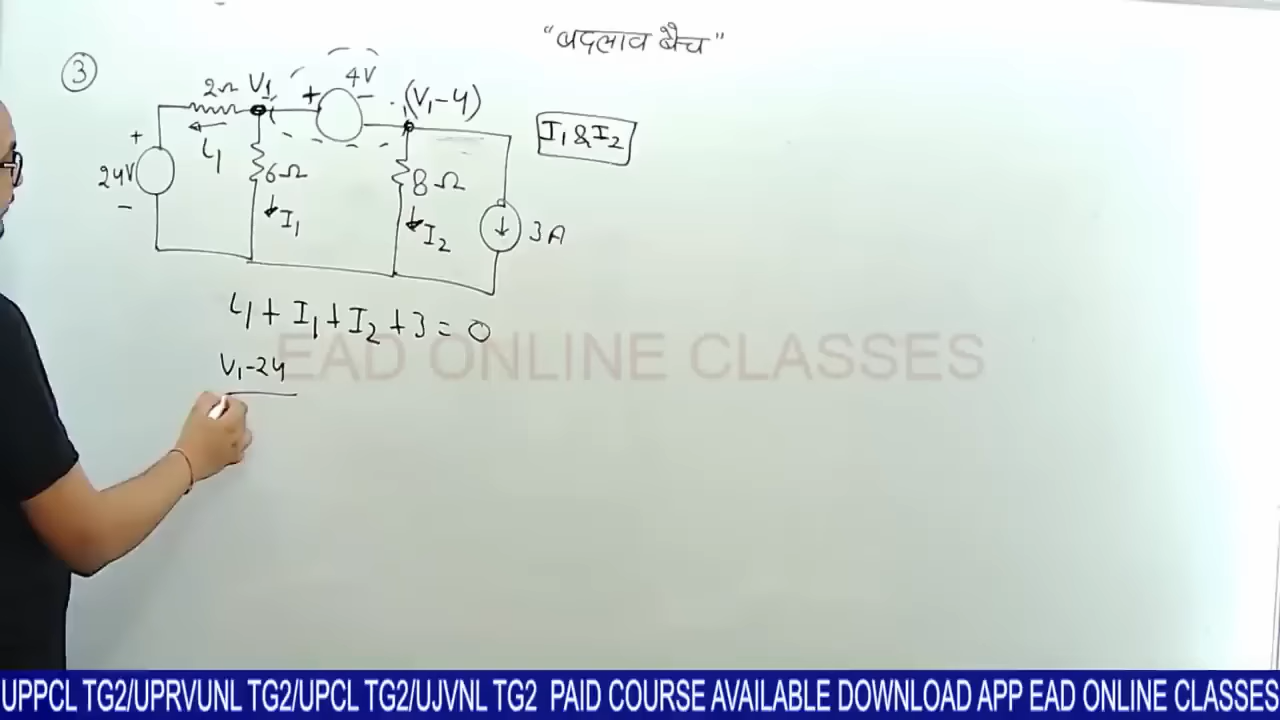 "बदलाव बैच"
3
2Ω V1 4V (V1-4)
+ + -
I1 & I2
i1
24V 6Ω 8Ω
- I1 I2 3A
i1 + I1 + I2 + 3 = 0
V1-24
EAD ONLINE CLASSES
UPPCL TG2/UPRVUNL TG2/UPCL TG2/UJVNL TG2 PAID COURSE AVAILABLE DOWNLOAD APP EAD ONLINE CLASSES